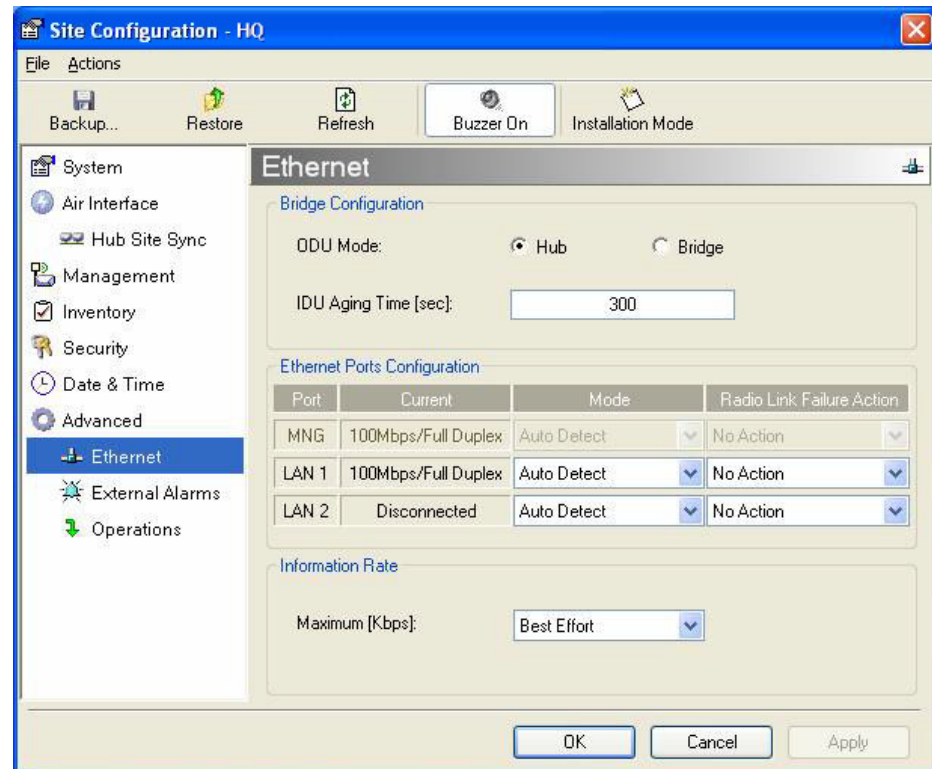 Site Configuration - HQ
File Actions
Backup... Restore Refresh Buzzer On Installation Mode
System
Air Interface
Hub Site Sync
Management
Inventory
Security
Date & Time
Advanced
Ethernet
External Alarms
Operations
Ethernet
Bridge Configuration
ODU Mode: Hub Bridge
IDU Aging Time [sec]: 300
Ethernet Ports Configuration
Port Current Mode Radio Link Failure Action
MNG 100Mbps/Full Duplex Auto Detect No Action
LAN 1 100Mbps/Full Duplex Auto Detect No Action
LAN 2 Disconnected Auto Detect No Action
Information Rate
Maximum [Kbps]: Best Effort
OK Cancel Apply